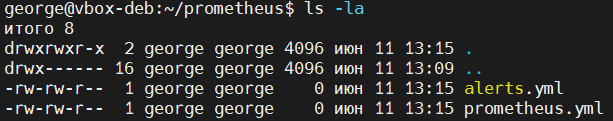 george@vbox-deb:~/prometheus$ ls -la
итого 8
drwxrwxr-x  2 george george 4096 июн 11 13:15 .
drwx------ 16 george george 4096 июн 11 13:09 ..
-rw-rw-r--  1 george george    0 июн 11 13:15 alerts.yml
-rw-rw-r--  1 george george    0 июн 11 13:15 prometheus.yml